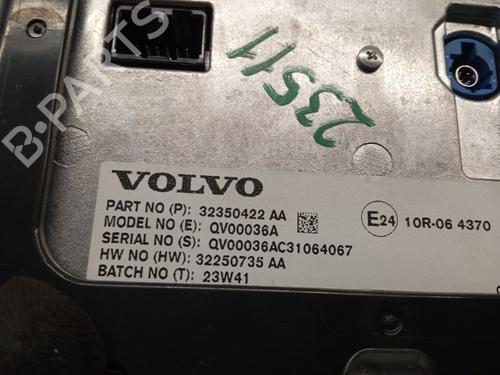 23511
VOLVO
PART NO (P): 32350422 AA
MODEL NO (E): QV00036A
SERIAL NO (S): QV00036AC31064067
HW NO (HW): 32250735 AA
BATCH NO (T): 23W41
E24 10R-06 4370
B-PARTS